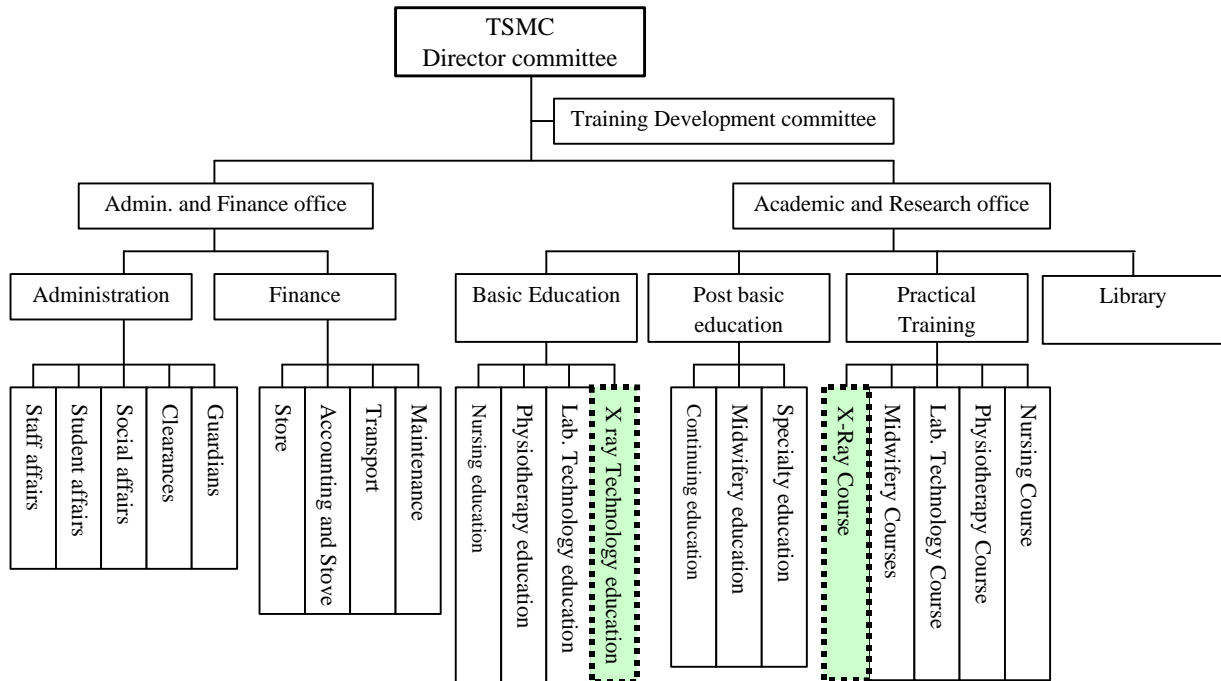 TSMC
Director committee
Training Development committee
Admin. and Finance office
Academic and Research office
Administration
Finance
Basic Education
Post basic
education
Practical
Training
Library
Staff affairs
Student affairs
Social affairs
Clearances
Guardians
Store
Accounting and Stove
Transport
Maintenance
Nursing education
Physiotherapy education
Lab. Technology education
X ray Technology education
Continuing education
Midwifery education
Specialty education
X-Ray Course
Midwifery Courses
Lab. Technology Course
Physiotherapy Course
Nursing Course